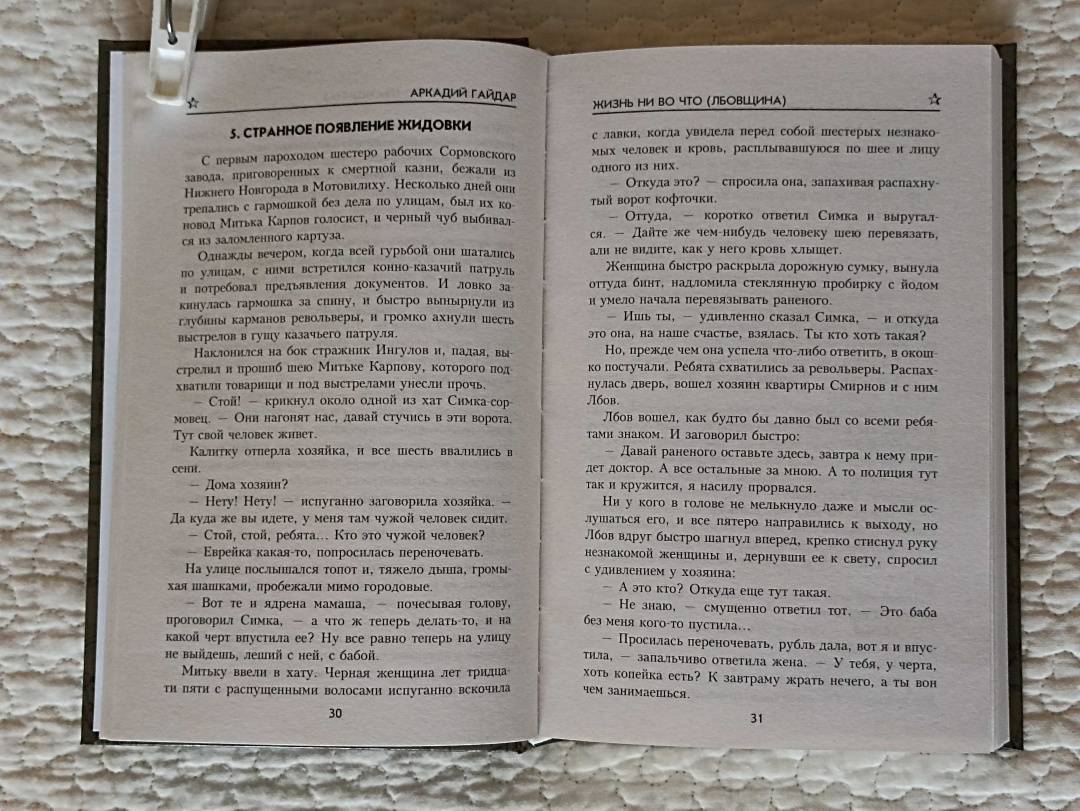 АРКАДИЙ ГАЙДАР
5. СТРАННОЕ ПОЯВЛЕНИЕ ЖИДОВКИ
С первым пароходом шестеро рабочих Сормовского
завода, приговоренных к смертной казни, бежали из
Нижнего Новгорода в Мотовилиху. Несколько дней они
трепались с гармошкой без дела по улицам, был их ко-
новод Митька Карпов голосист, и черный чуб выбивал-
ся из заломленного картуза.
Однажды вечером, когда всей гурьбой они шатались
по улицам, с ними встретился конно-казачий патруль
и потребовал предъявления документов. И ловко за-
кинулась гармошка за спину, и быстро вынырнули из
глубины карманов револьверы, и громко ахнули шесть
выстрелов в гущу казачьего патруля.
Наклонился на бок стражник Ингулов и, падая, вы-
стрелил и прошиб шею Митьке Карпову, которого под-
хватили товарищи и под выстрелами унесли прочь.
— Стой! — крикнул около одной из хат Симка-сор-
мовец. — Они нагонят нас, давай стучись в эти ворота.
Тут свой человек живет.
Калитку отперла хозяйка, и все шесть ввалились в
сени.
— Дома хозяин?
— Нету! Нету! — испуганно заговорила хозяйка. —
Да куда же вы идете, у меня там чужой человек сидит.
— Стой, стой, ребята... Кто это чужой человек?
— Еврейка какая-то, попросилась переночевать.
На улице послышался топот и, тяжело дыша, громы-
хая шашками, пробежали мимо городовые.
— Вот те и ядрена мамаша, — почесывая голову,
проговорил Симка, — а что ж теперь делать-то, и на
какой черт впустила ее? Ну все равно теперь на улицу
не выйдешь, леший с ней, с бабой.
Митьку ввели в хату. Черная женщина лет тридца-
ти пяти с распущенными волосами испуганно вскочила
30
ЖИЗНЬ НИ ВО ЧТО (ЛБОВЩИНА)
с лавки, когда увидела перед собой шестерых незнако-
мых человек и кровь, расплывавшуюся по шее и лицу
одного из них.
— Откуда это? — спросила она, запахивая распахну-
тый ворот кофточки.
— Оттуда, — коротко ответил Симка и выругал-
ся. — Дайте же чем-нибудь человеку шею перевязать,
али не видите, как у него кровь хлыщет.
Женщина быстро раскрыла дорожную сумку, вынула
оттуда бинт, надломила стеклянную пробирку с йодом
и умело начала перевязывать раненого.
— Ишь ты, — удивленно сказал Симка, — и откуда
это она, на наше счастье, взялась. Ты кто хоть такая?
Но, прежде чем она успела что-либо ответить, в окош-
ко постучали. Ребята схватились за револьверы. Распах-
нулась дверь, вошел хозяин квартиры Смирнов и с ним
Лбов.
Лбов вошел, как будто бы давно был со всеми ребя-
тами знаком. И заговорил быстро:
— Давай раненого оставьте здесь, завтра к нему при-
дет доктор. А все остальные за мною. А то полиция тут
так и кружится, я насилу прорвался.
Ни у кого в голове не мелькнуло даже и мысли ос-
лушаться его, и все пятеро направились к выходу, но
Лбов вдруг быстро шагнул вперед, крепко стиснул руку
незнакомой женщины и, дернувши ее к свету, спросил
с удивлением у хозяина:
— А это кто? Откуда еще тут такая.
— Не знаю, — смущенно ответил тот. — Это баба
без меня кого-то пустила...
— Просилась переночевать, рубль дала, вот я и впус-
тила, — запальчиво ответила жена. — У тебя, у черта,
хоть копейка есть? К завтраму жрать нечего, а ты вон
чем занимаешься.
31